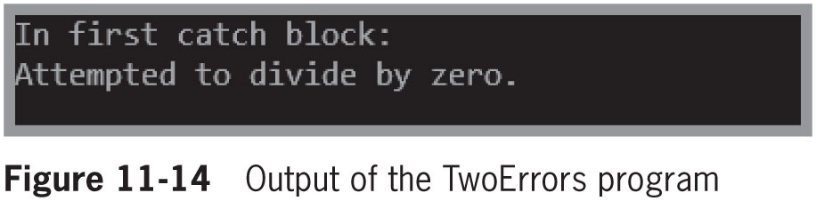 In first catch block:
Attempted to divide by zero.
Figure 11-14 Output of the TwoErrors program